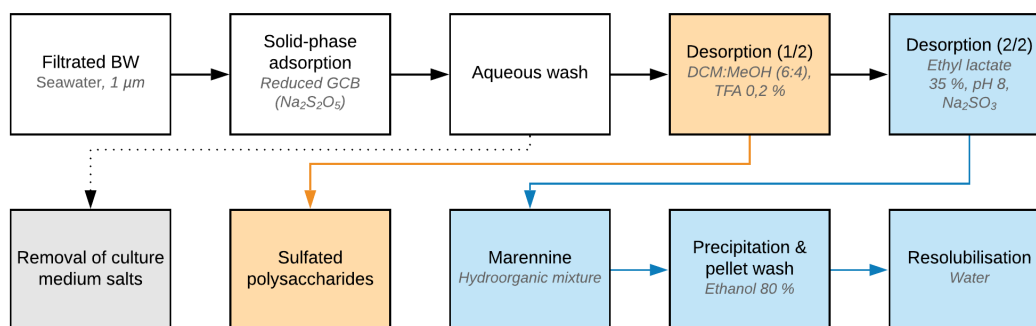 Filtrated BW
Seawater, 1 µm
Solid-phase
adsorption
Reduced GCB
(Na₂S₂O₅)
Aqueous wash
Desorption (1/2)
DCM:MeOH (6:4),
TFA 0,2 %
Desorption (2/2)
Ethyl lactate
35 %, pH 8,
Na₂SO₃
Removal of culture
medium salts
Sulfated
polysaccharides
Marennine
Hydroorganic mixture
Precipitation &
pellet wash
Ethanol 80 %
Resolubilisation
Water